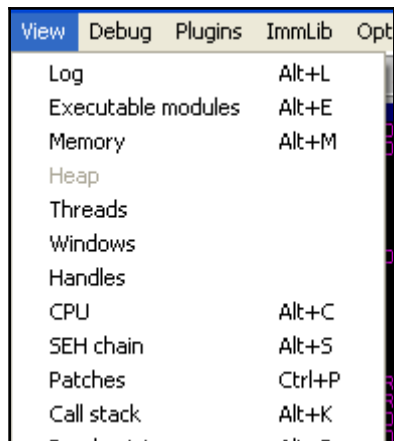 View Debug Plugins ImmLib Opt
Log Alt+L
Executable modules Alt+E
Memory Alt+M
Heap
Threads
Windows
Handles
CPU Alt+C
SEH chain Alt+S
Patches Ctrl+P
Call stack Alt+K